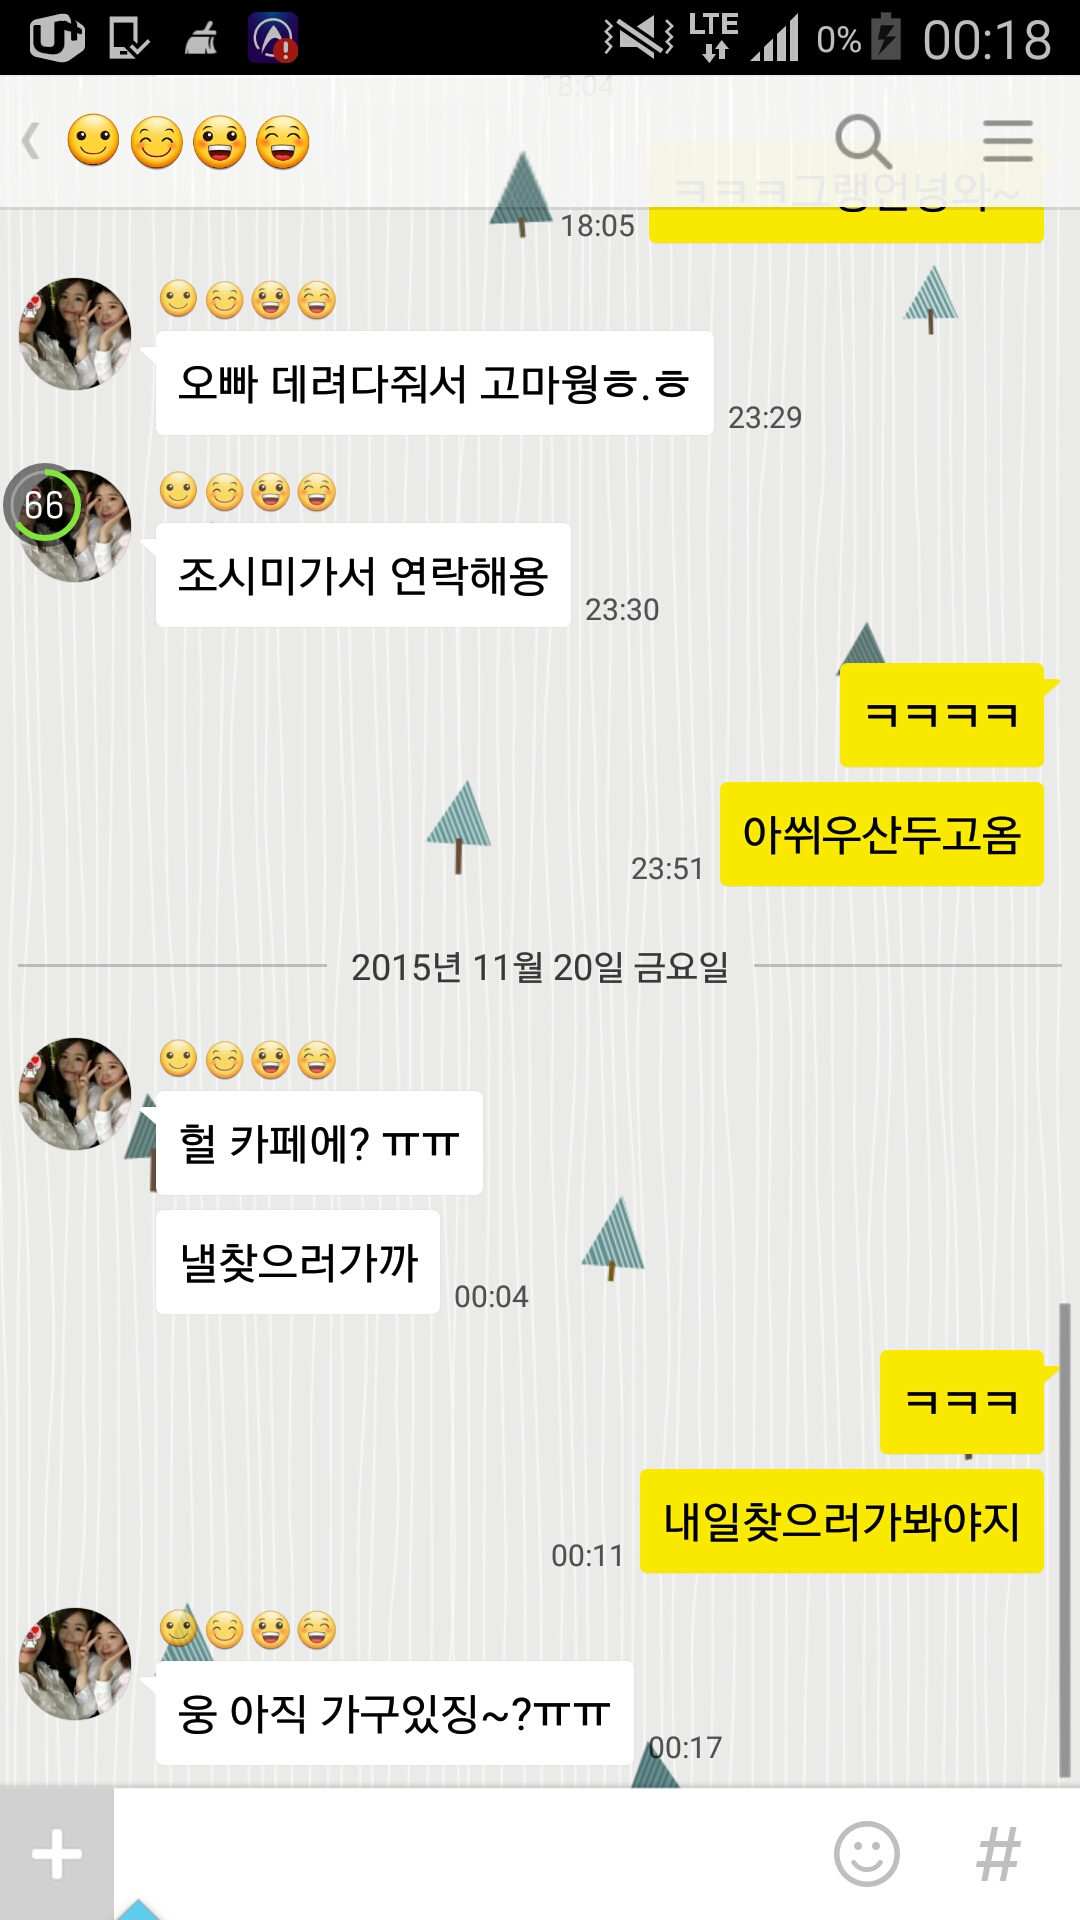 U+ LTE 0% 00:18
18:04
ㅋㅋㅋ그랭언넝와~
18:05
오빠 데려다줘서 고마웡ㅎ.ㅎ
23:29
66
조시미가서 연락해용
23:30
ㅋㅋㅋㅋ
아쒸우산두고옴
23:51
2015년 11월 20일 금요일
헐 카페에? ㅠㅠ
낼찾으러가까
00:04
ㅋㅋㅋ
내일찾으러가봐야지
00:11
웅 아직 가구있징~?ㅠㅠ
00:17
#